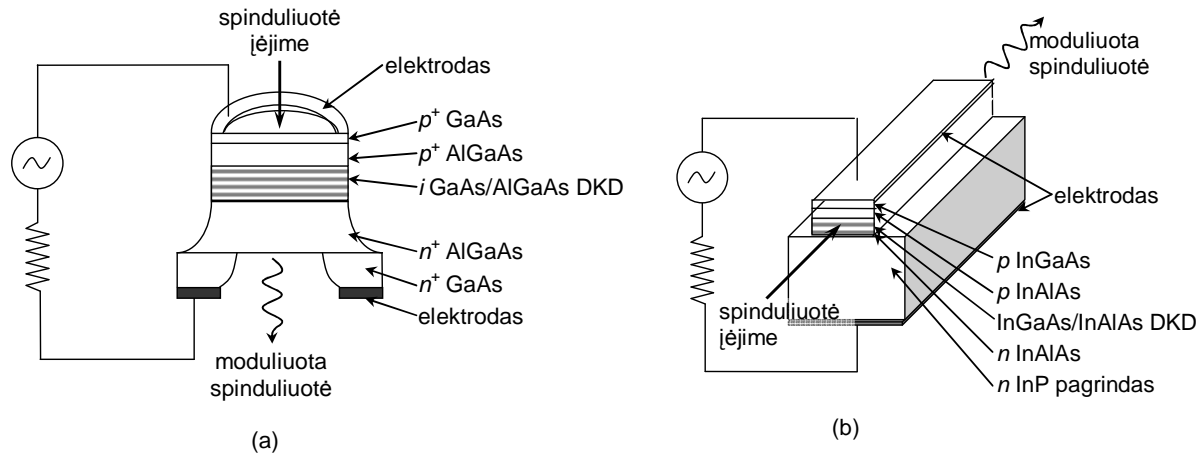 spinduliuotė
įėjime
elektrodas
p⁺ GaAs
p⁺ AlGaAs
i GaAs/AlGaAs DKD
n⁺ AlGaAs
n⁺ GaAs
elektrodas
moduliuota
spinduliuotė
(a)
moduliuota
spinduliuotė
elektrodas
p InGaAs
p InAlAs
InGaAs/InAlAs DKD
n InAlAs
n InP pagrindas
spinduliuotė
įėjime
(b)